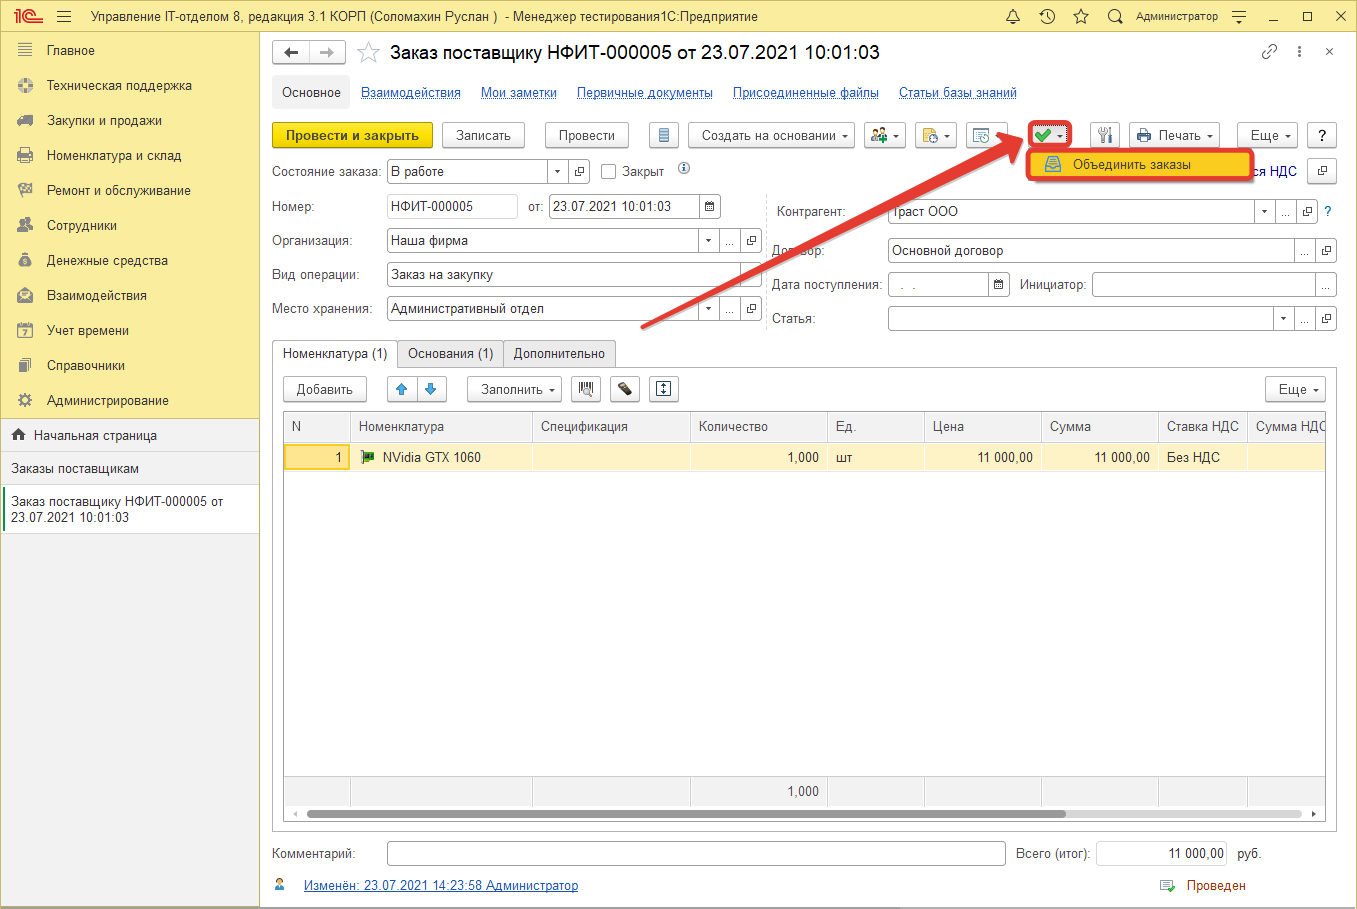 1С Управление IT-отделом 8, редакция 3.1 КОРП (Соломахин Руслан ) - Менеджер тестирования1С:Предприятие Администратор
Главное
Техническая поддержка
Закупки и продажи
Номенклатура и склад
Ремонт и обслуживание
Сотрудники
Денежные средства
Взаимодействия
7 Учет времени
Справочники
Администрирование
Начальная страница
Заказы поставщикам
Заказ поставщику НФИТ-000005 от
23.07.2021 10:01:03
Заказ поставщику НФИТ-000005 от 23.07.2021 10:01:03
Основное Взаимодействия Мои заметки Первичные документы Присоединенные файлы Статьи базы знаний
Провести и закрыть Записать Провести Создать на основании Печать Еще ?
Объединить заказы
Состояние заказа: В работе Закрыт ся НДС
Номер: НФИТ-000005 от: 23.07.2021 10:01:03
Контрагент: Траст ООО ?
Организация: Наша фирма
Договор: Основной договор
Вид операции: Заказ на закупку
Дата поступления: . . Инициатор:
Место хранения: Административный отдел
Статья:
Номенклатура (1) Основания (1) Дополнительно
Добавить Заполнить Еще
N Номенклатура Спецификация Количество Ед. Цена Сумма Ставка НДС Сумма НДС
1 NVidia GTX 1060 1,000 шт 11 000,00 11 000,00 Без НДС
1,000
Комментарий: Всего (итог): 11 000,00 руб.
Изменён: 23.07.2021 14:23:58 Администратор Проведен